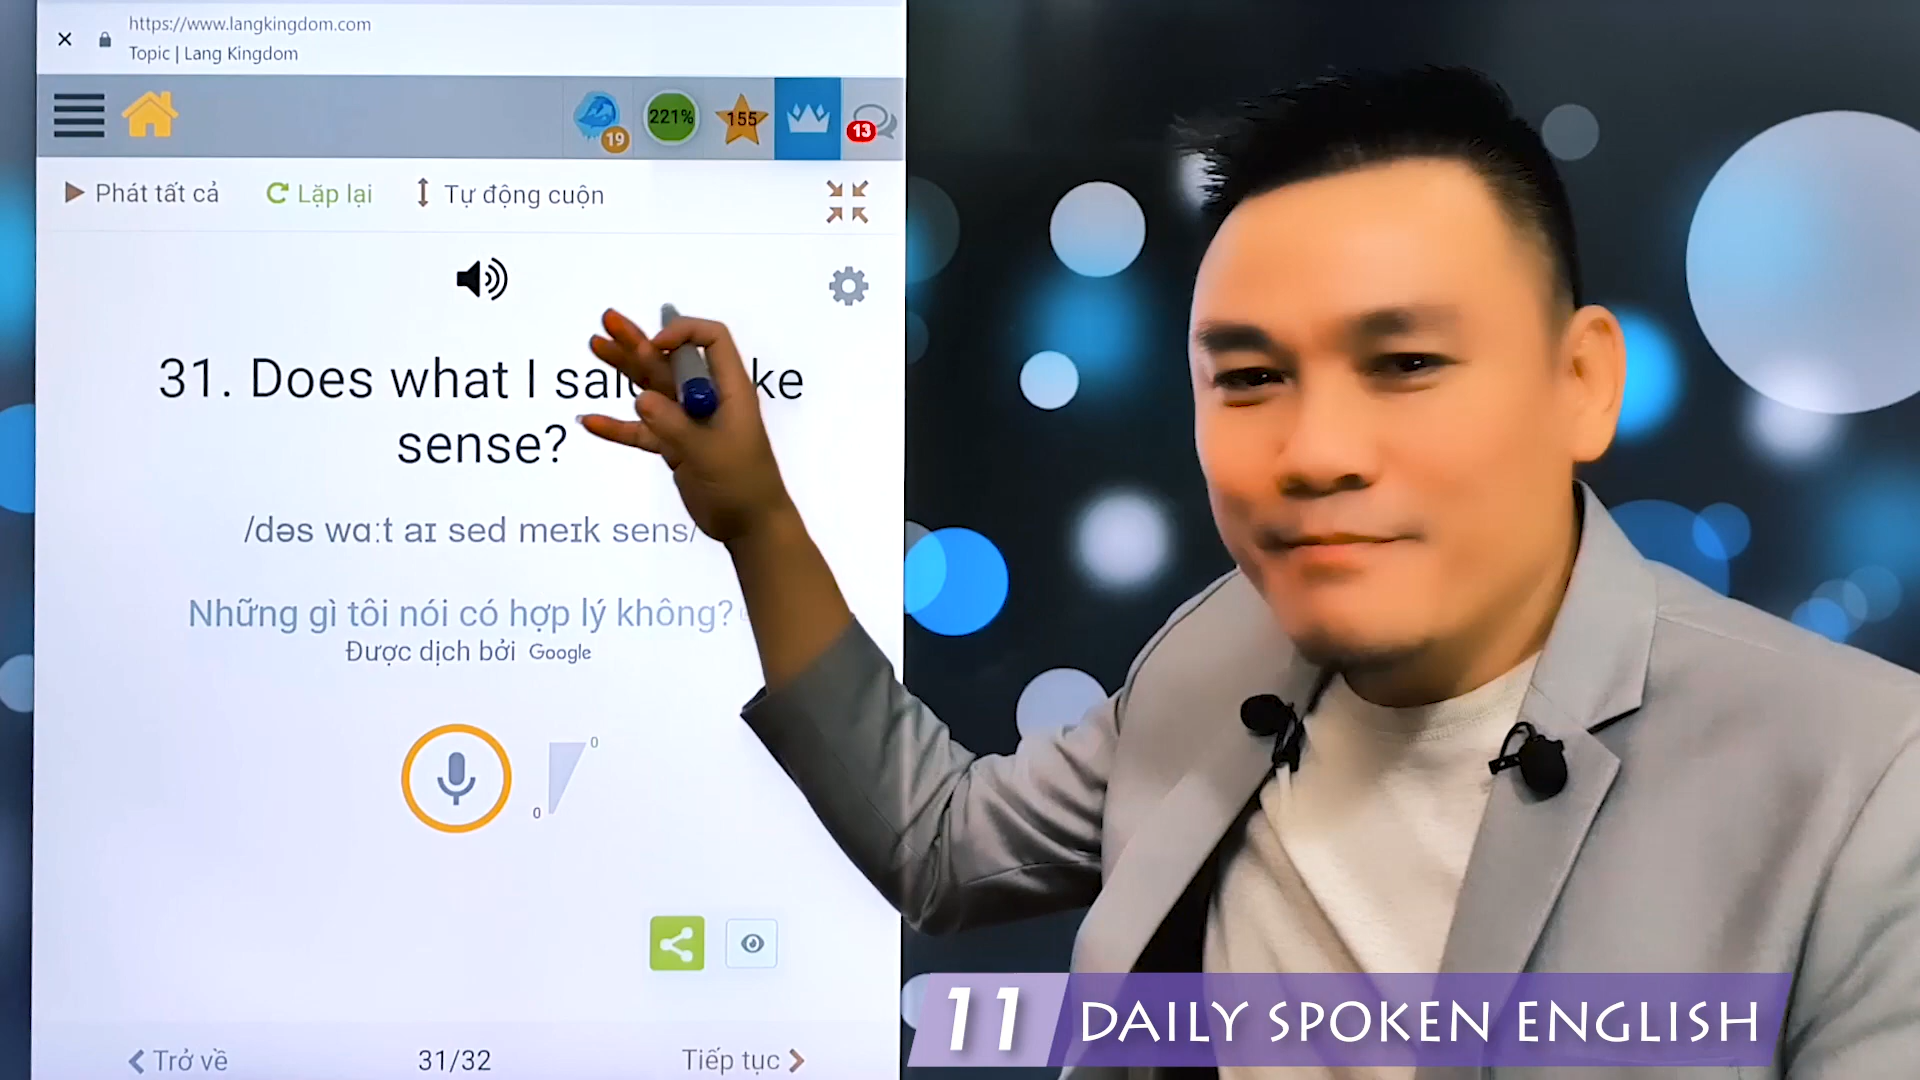 https://www.langkingdom.com
Topic | Lang Kingdom
19
221%
155
13
Phát tất cả
Lặp lại
Tự động cuộn
31. Does what I said ke
sense?
/dəs wɑːt aɪ sed meɪk sens/
Những gì tôi nói có hợp lý không?
Được dịch bởi Google
0
0
Trở về
31/32
Tiếp tục
11 DAILY SPOKEN ENGLISH